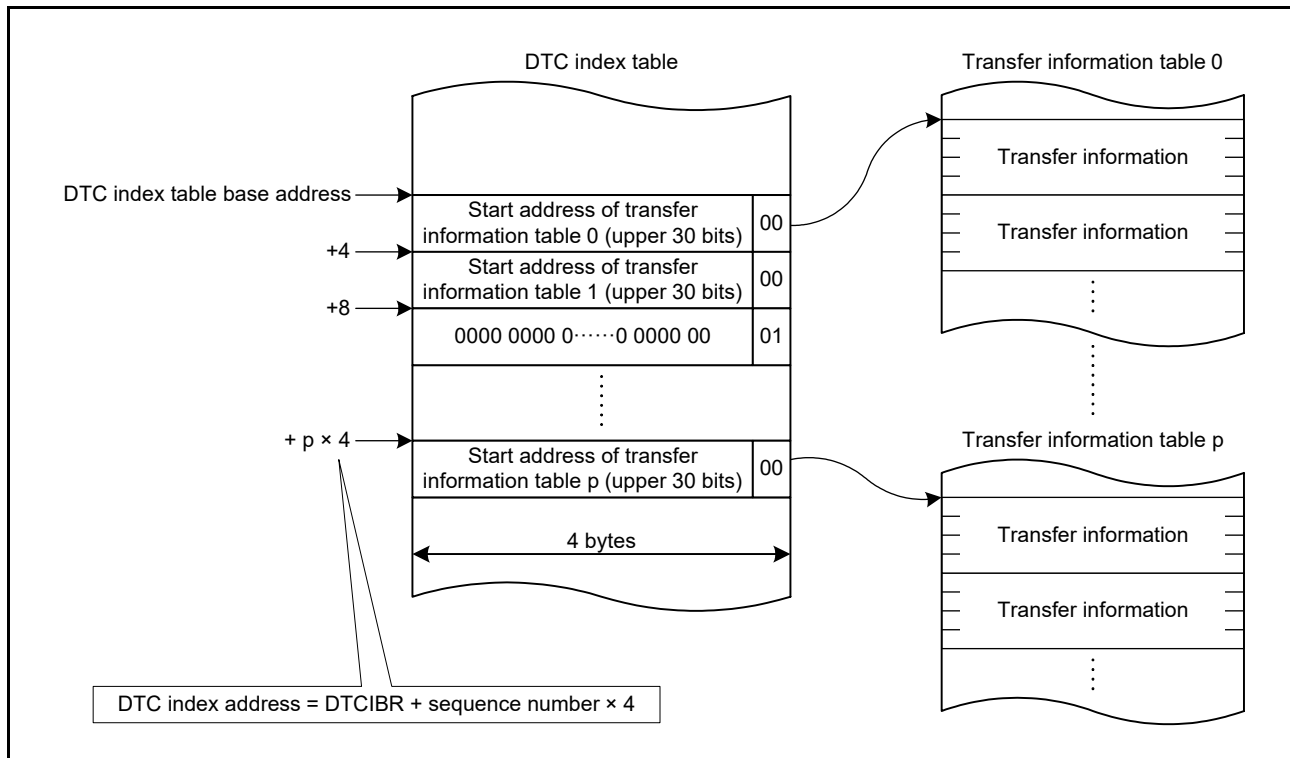 DTC index table
Transfer information table 0
Transfer information
Transfer information
DTC index table base address
Start address of transfer
information table 0 (upper 30 bits)
00
+4
Start address of transfer
information table 1 (upper 30 bits)
00
+8
0000 0000 0······0 0000 00
01
+ p × 4
Start address of transfer
information table p (upper 30 bits)
00
Transfer information table p
Transfer information
Transfer information
4 bytes
DTC index address = DTCIBR + sequence number × 4